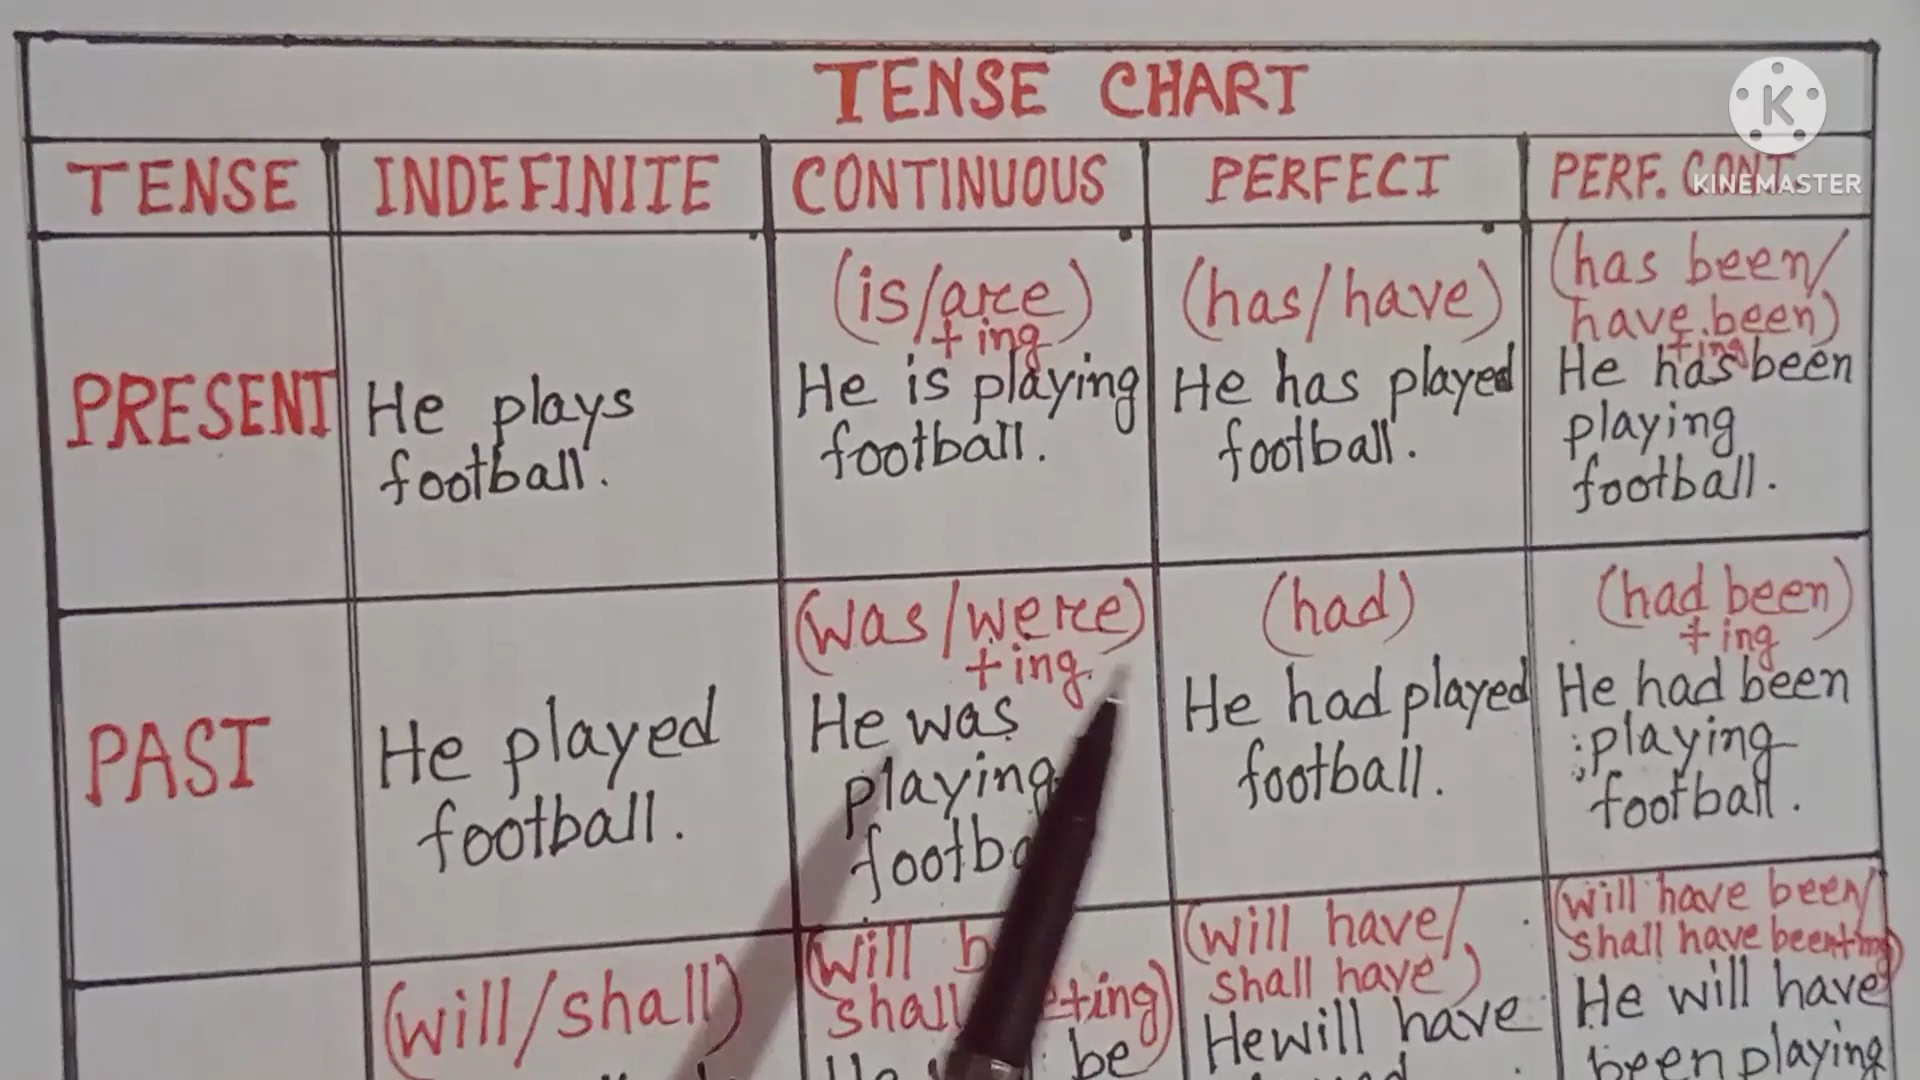 TENSE CHART
K
KINEMASTER
TENSE
INDEFINITE
CONTINUOUS
PERFECT
PERF. CONT
PRESENT
He plays
football.
(is/are)
+ing
He is playing
football.
(has/have)
He has played
football.
(has been/
have been)
+ing
He has been
playing
football.
PAST
He played
football.
(was/were)
+ing
He was
playing
(had)
He had played
football.
(had been)
+ing
He had been
playing
football.
(will/shall)
(will
shall +ing)
be
(will have/
shall have)
He will have
(will have been/
shall have been+ing)
He will have
been playing